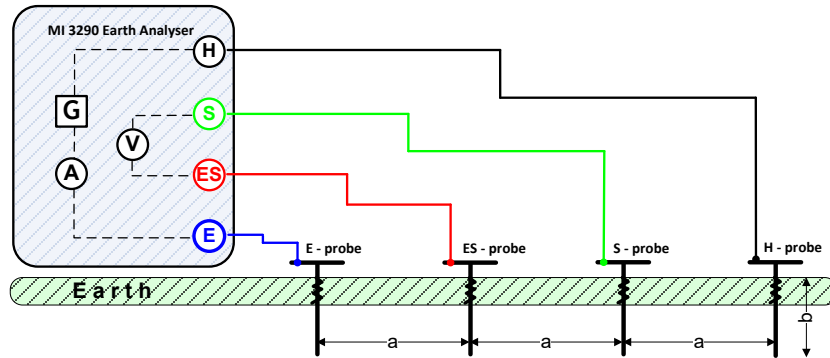 MI 3290 Earth Analyser
H
G
S
V
A
ES
E
E - probe
ES - probe
S - probe
H - probe
Earth
a
a
a
b